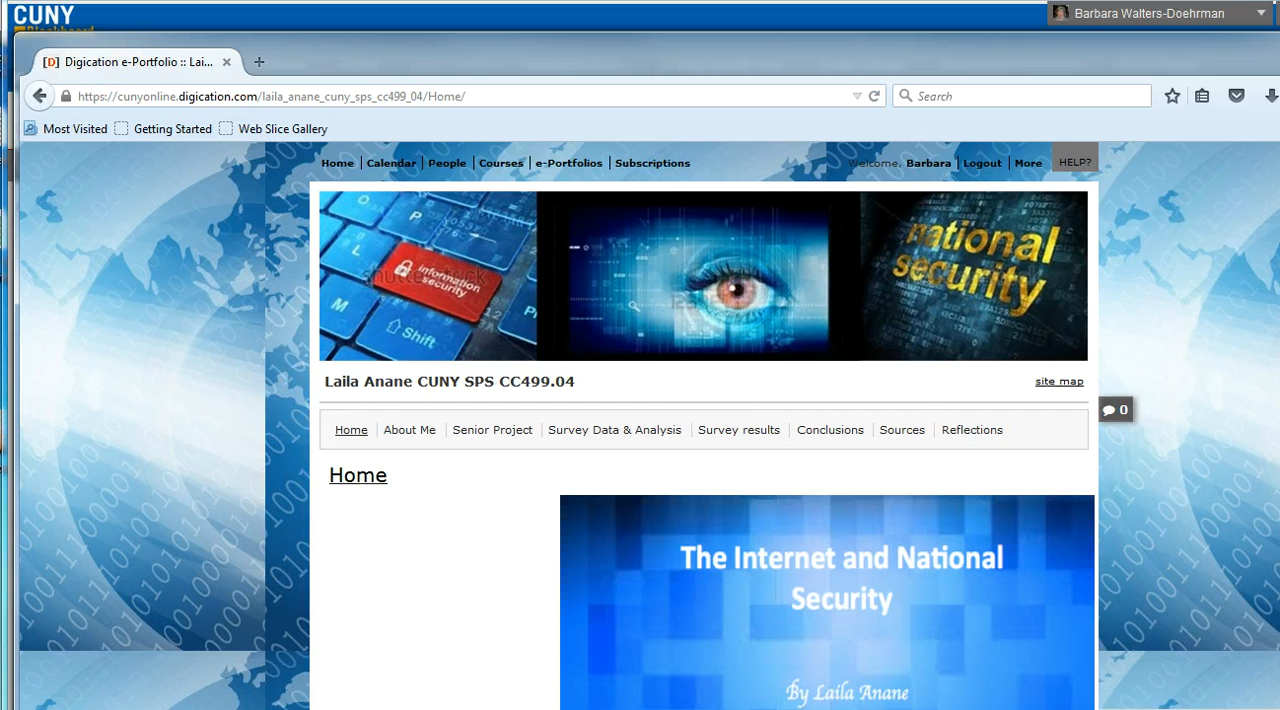 CUNY
Blackboard
Barbara Walters-Doehrman
[D] Digication e-Portfolio :: Lai...
https://cunyonline.digication.com/laila_anane_cuny_sps_cc499_04/Home/
Search
Most Visited Getting Started Web Slice Gallery
Home Calendar People Courses e-Portfolios Subscriptions Welcome, Barbara Logout More HELP?
O P L M Shift
information security
shutterstock
national security
Laila Anane CUNY SPS CC499.04
site map
0
Home About Me Senior Project Survey Data & Analysis Survey results Conclusions Sources Reflections
Home
The Internet and National
Security
By Laila Anane